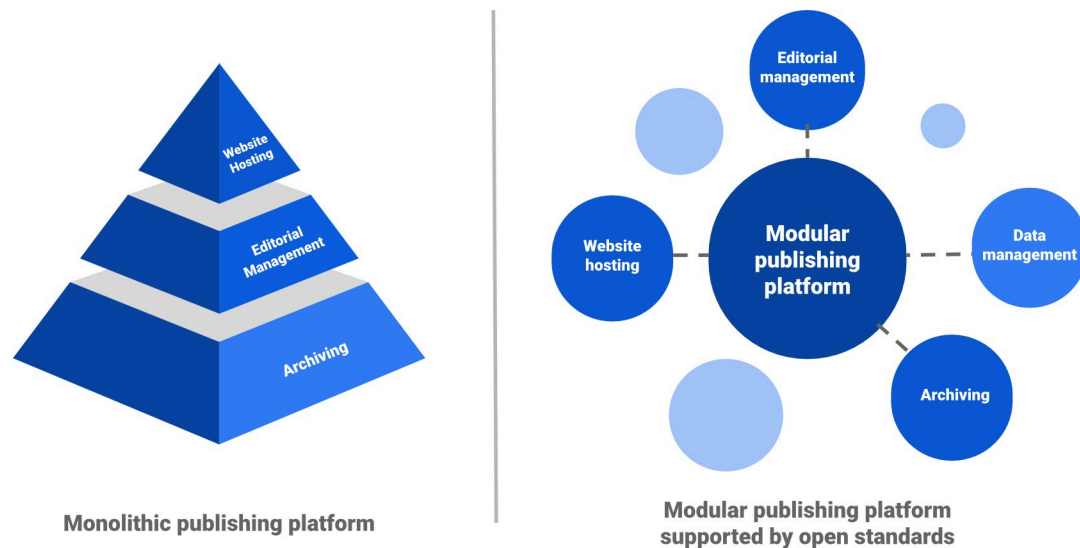 Website
Hosting
Editorial
Management
Archiving
Monolithic publishing platform
Editorial
management
Website
hosting
Modular
publishing
platform
Data
management
Archiving
Modular publishing platform
supported by open standards